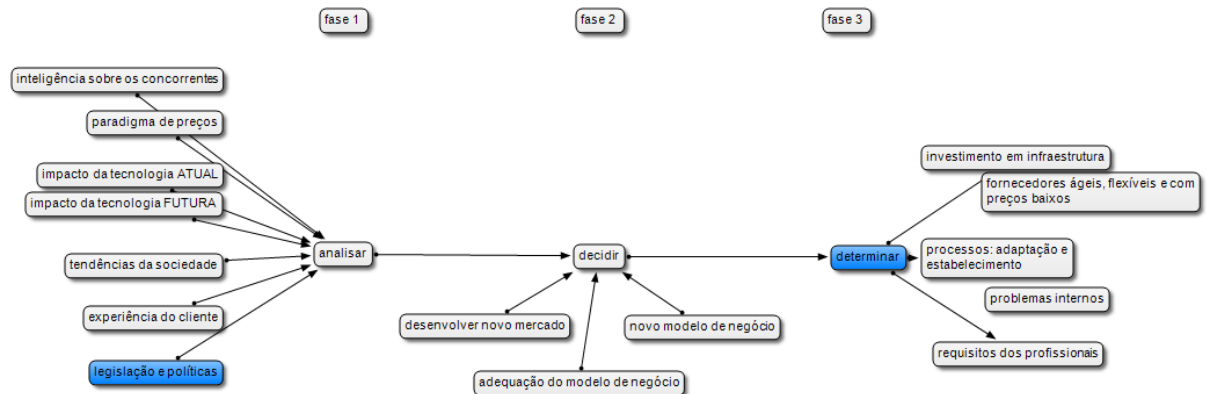 fase 1
fase 2
fase 3
inteligência sobre os concorrentes
paradigma de preços
impacto da tecnologia ATUAL
impacto da tecnologia FUTURA
tendências da sociedade
experiência do cliente
legislação e políticas
analisar
decidir
desenvolver novo mercado
novo modelo de negócio
adequação do modelo de negócio
determinar
investimento em infraestrutura
fornecedores ágeis, flexíveis e com
preços baixos
processos: adaptação e
estabelecimento
problemas internos
requisitos dos profissionais